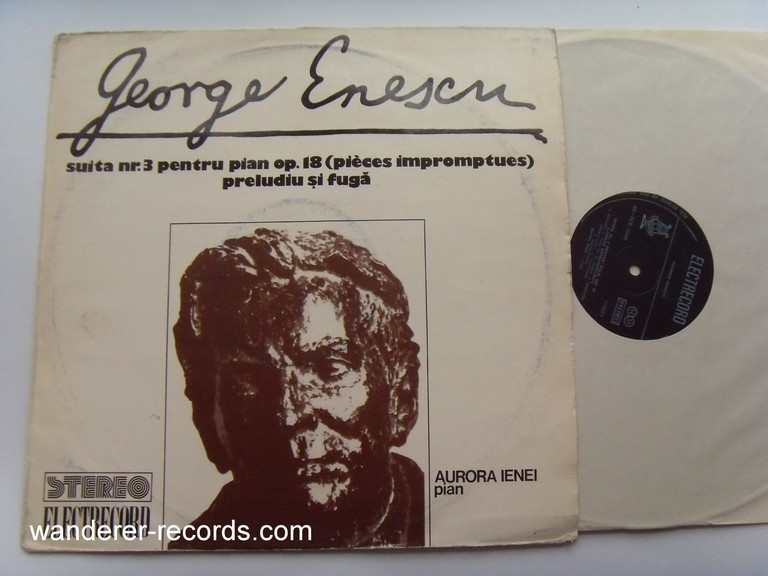 George Enescu
suita nr.3 pentru pian op.18 (pièces impromptues)
preludiu și fugă
AURORA IENEI
pian
STEREO
ELECTRECORD
ELECTRECORD
STEREO
wanderer-records.com